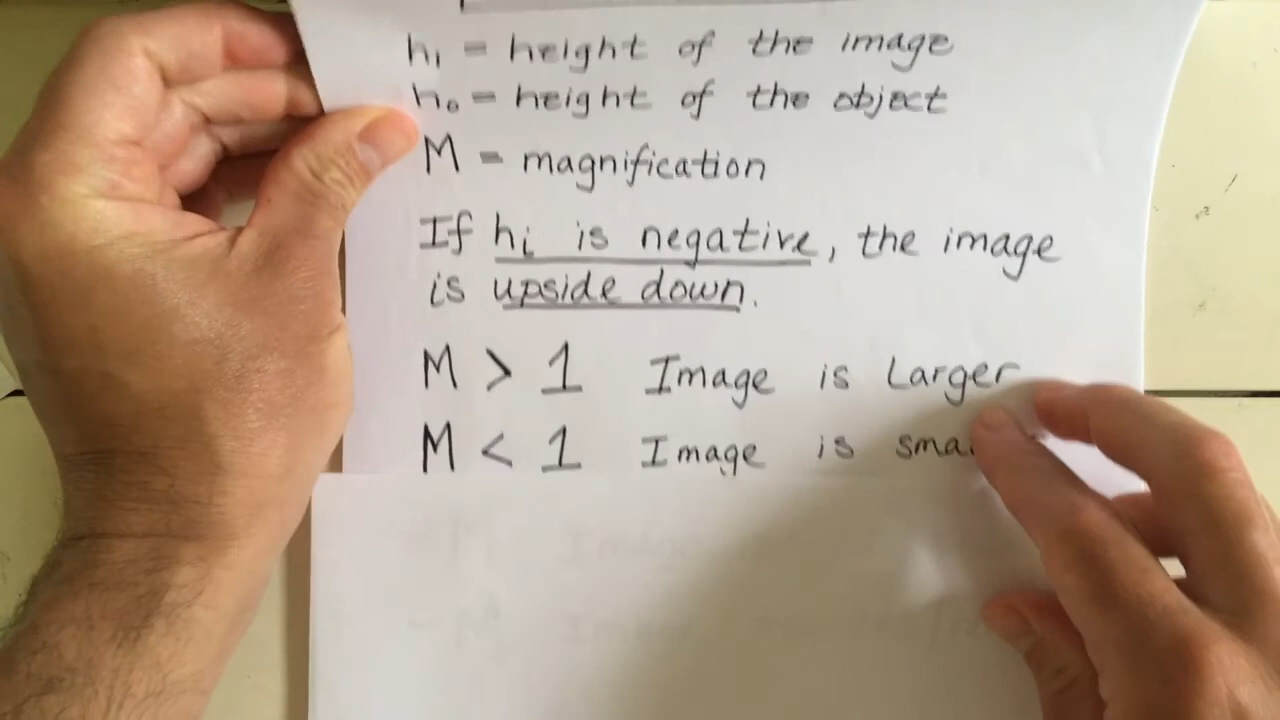 hi = height of the image
ho = height of the object
M = magnification
If hi is negative, the image
is upside down.
M > 1 Image is Larger
M < 1 Image is